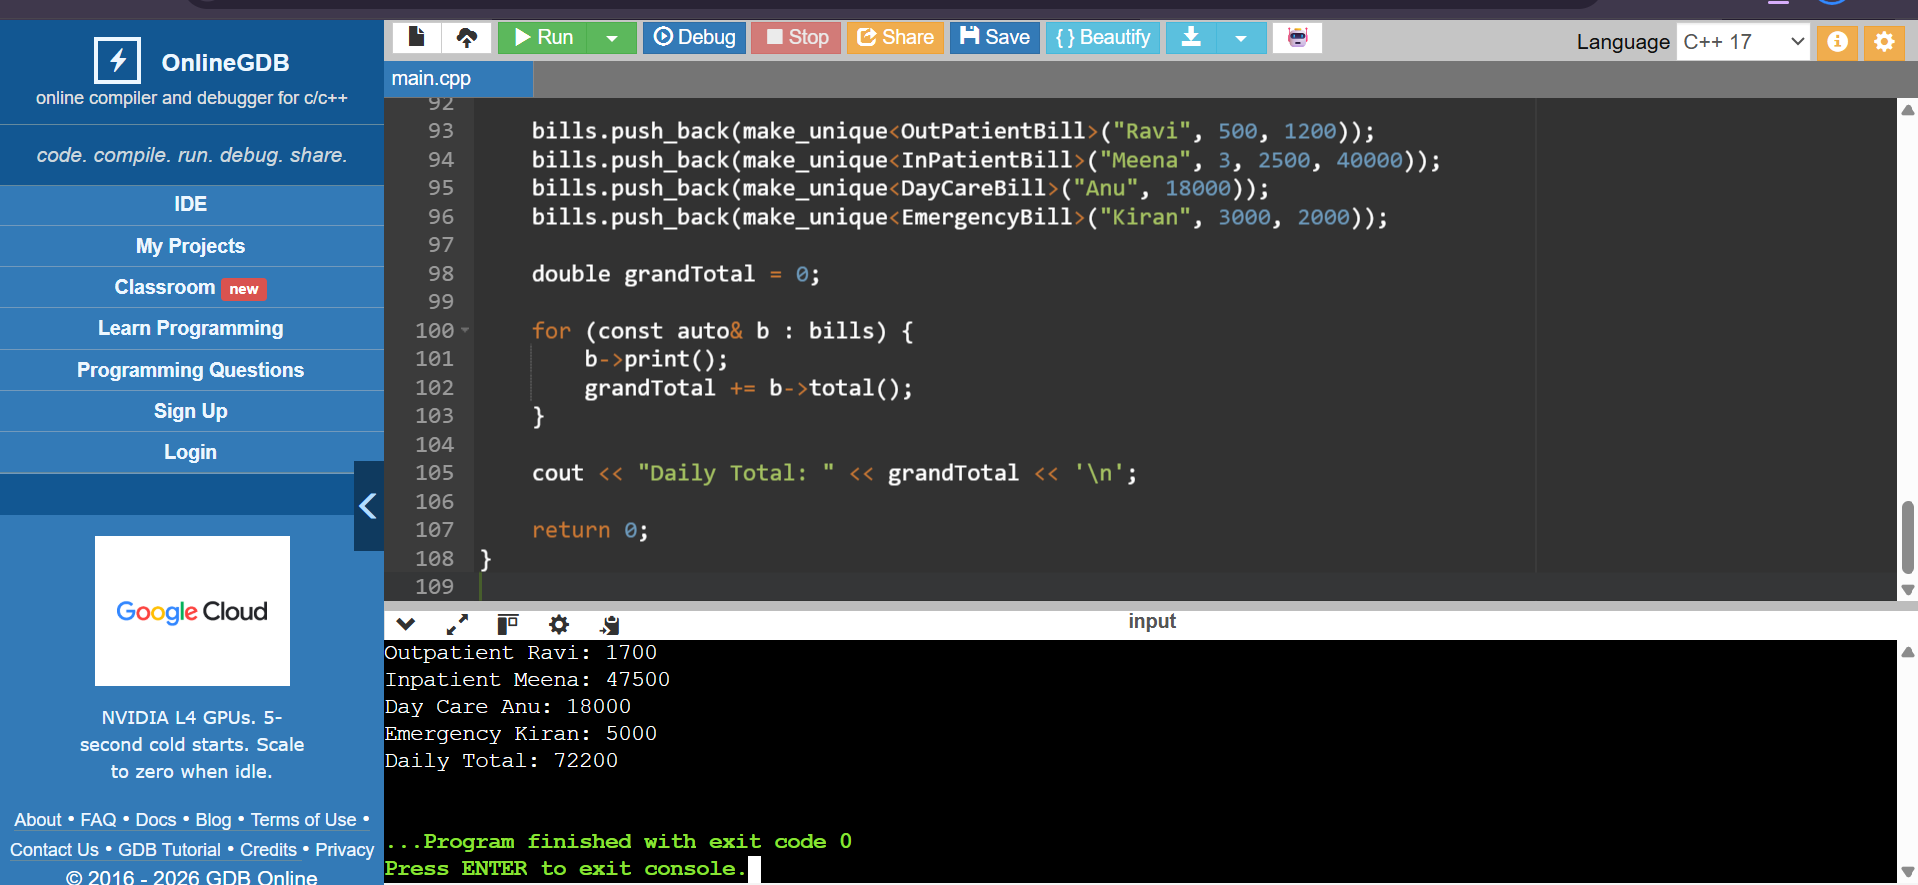 OnlineGDB
online compiler and debugger for c/c++
code. compile. run. debug. share.
IDE
My Projects
Classroom new
Learn Programming
Programming Questions
Sign Up
Login
Google Cloud
NVIDIA L4 GPUs. 5-
second cold starts. Scale
to zero when idle.
About • FAQ • Docs • Blog • Terms of Use •
Contact Us • GDB Tutorial • Credits • Privacy
© 2016 - 2026 GDB Online
Run Debug Stop Share Save { } Beautify
Language C++ 17
main.cpp
92
93 bills.push_back(make_unique<OutPatientBill>("Ravi", 500, 1200));
94 bills.push_back(make_unique<InPatientBill>("Meena", 3, 2500, 40000));
95 bills.push_back(make_unique<DayCareBill>("Anu", 18000));
96 bills.push_back(make_unique<EmergencyBill>("Kiran", 3000, 2000));
97
98 double grandTotal = 0;
99
100 for (const auto& b : bills) {
101 b->print();
102 grandTotal += b->total();
103 }
104
105 cout << "Daily Total: " << grandTotal << '\n';
106
107 return 0;
108 }
109
input
Outpatient Ravi: 1700
Inpatient Meena: 47500
Day Care Anu: 18000
Emergency Kiran: 5000
Daily Total: 72200
...Program finished with exit code 0
Press ENTER to exit console.